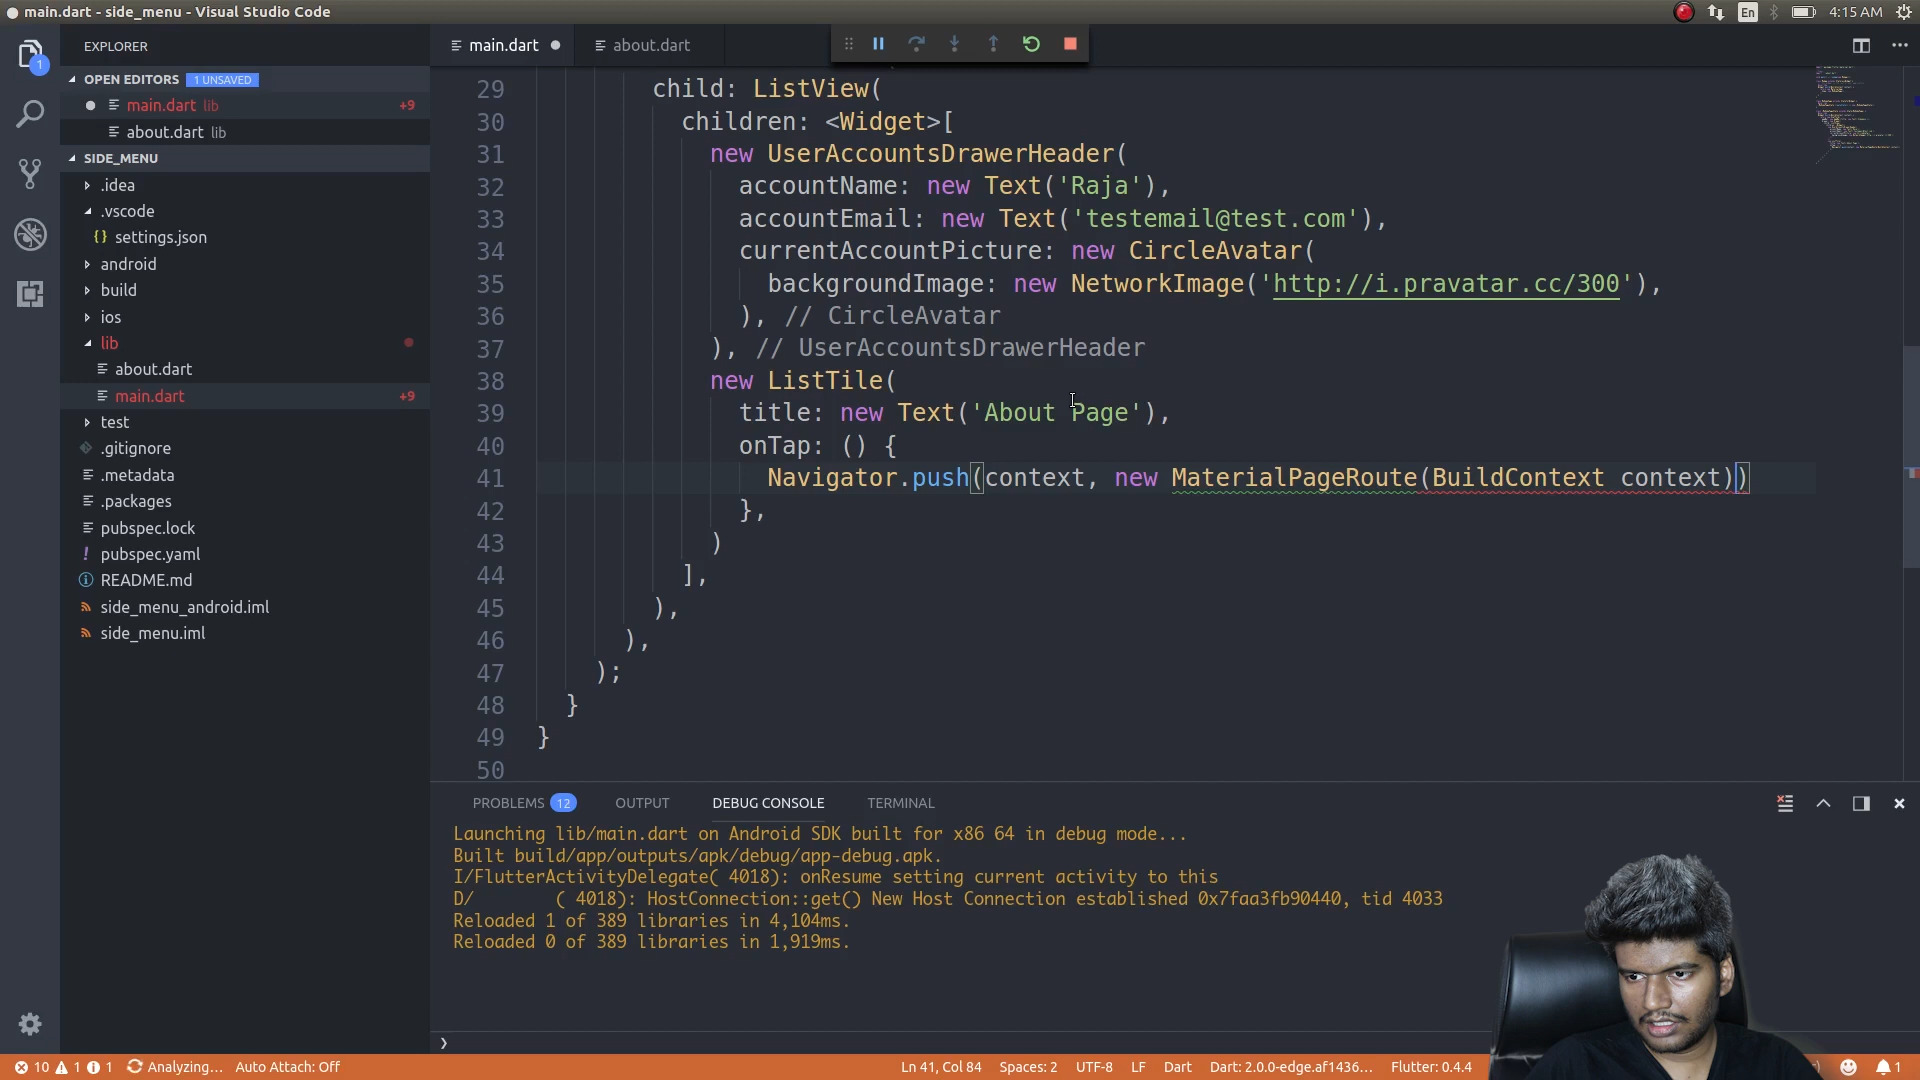 main.dart - side_menu - Visual Studio Code
En
4:15 AM
EXPLORER
main.dart
about.dart
OPEN EDITORS 1 UNSAVED
main.dart lib +9
about.dart lib
SIDE_MENU
.idea
.vscode
{} settings.json
android
build
ios
lib
about.dart
main.dart +9
test
.gitignore
.metadata
.packages
pubspec.lock
! pubspec.yaml
README.md
side_menu_android.iml
side_menu.iml
29 child: ListView(
30 children: <Widget>[
31 new UserAccountsDrawerHeader(
32 accountName: new Text('Raja'),
33 accountEmail: new Text('testemail@test.com'),
34 currentAccountPicture: new CircleAvatar(
35 backgroundImage: new NetworkImage('http://i.pravatar.cc/300'),
36 ), // CircleAvatar
37 ), // UserAccountsDrawerHeader
38 new ListTile(
39 title: new Text('About Page'),
40 onTap: () {
41 Navigator.push(context, new MaterialPageRoute(BuildContext context))
42 },
43 )
44 ],
45 ),
46 ),
47 );
48 }
49 }
50
PROBLEMS 12 OUTPUT DEBUG CONSOLE TERMINAL
Launching lib/main.dart on Android SDK built for x86 64 in debug mode...
Built build/app/outputs/apk/debug/app-debug.apk.
I/FlutterActivityDelegate( 4018): onResume setting current activity to this
D/ ( 4018): HostConnection::get() New Host Connection established 0x7faa3fb90440, tid 4033
Reloaded 1 of 389 libraries in 4,104ms.
Reloaded 0 of 389 libraries in 1,919ms.
10 1 1 Analyzing... Auto Attach: Off Ln 41, Col 84 Spaces: 2 UTF-8 LF Dart Dart: 2.0.0-edge.af1436... Flutter: 0.4.4 1